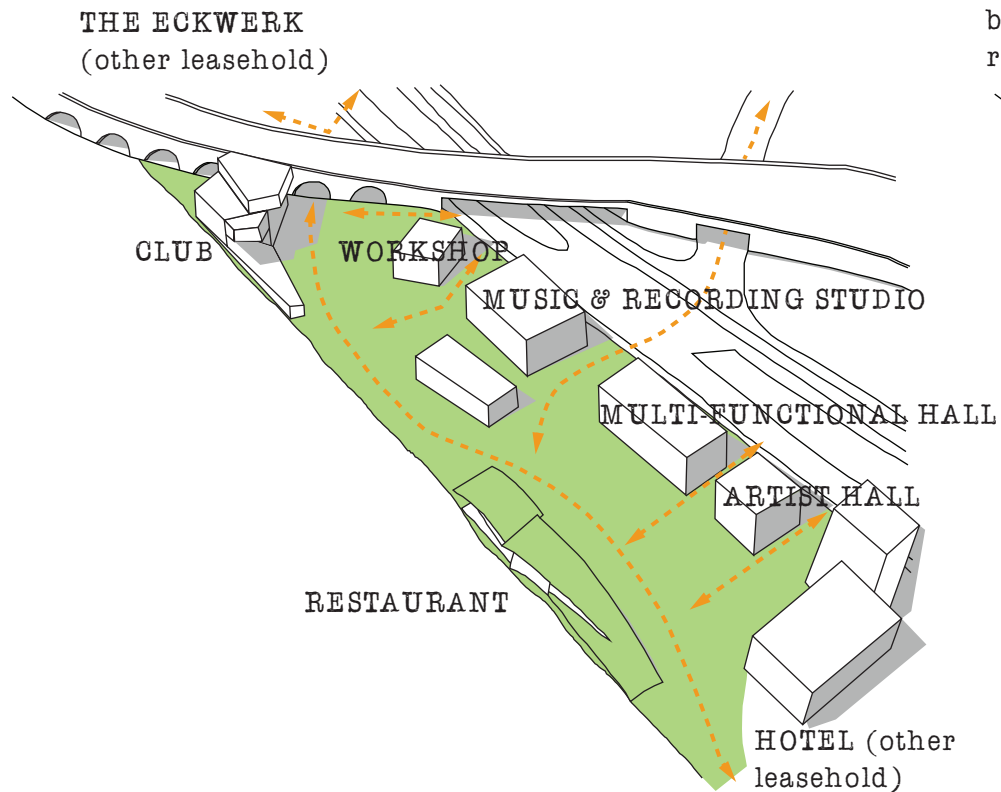 THE ECKWERK
(other leasehold)
b
r
CLUB
WORKSHOP
MUSIC & RECORDING STUDIO
MULTI-FUNCTIONAL HALL
ARTIST HALL
RESTAURANT
HOTEL (other
leasehold)